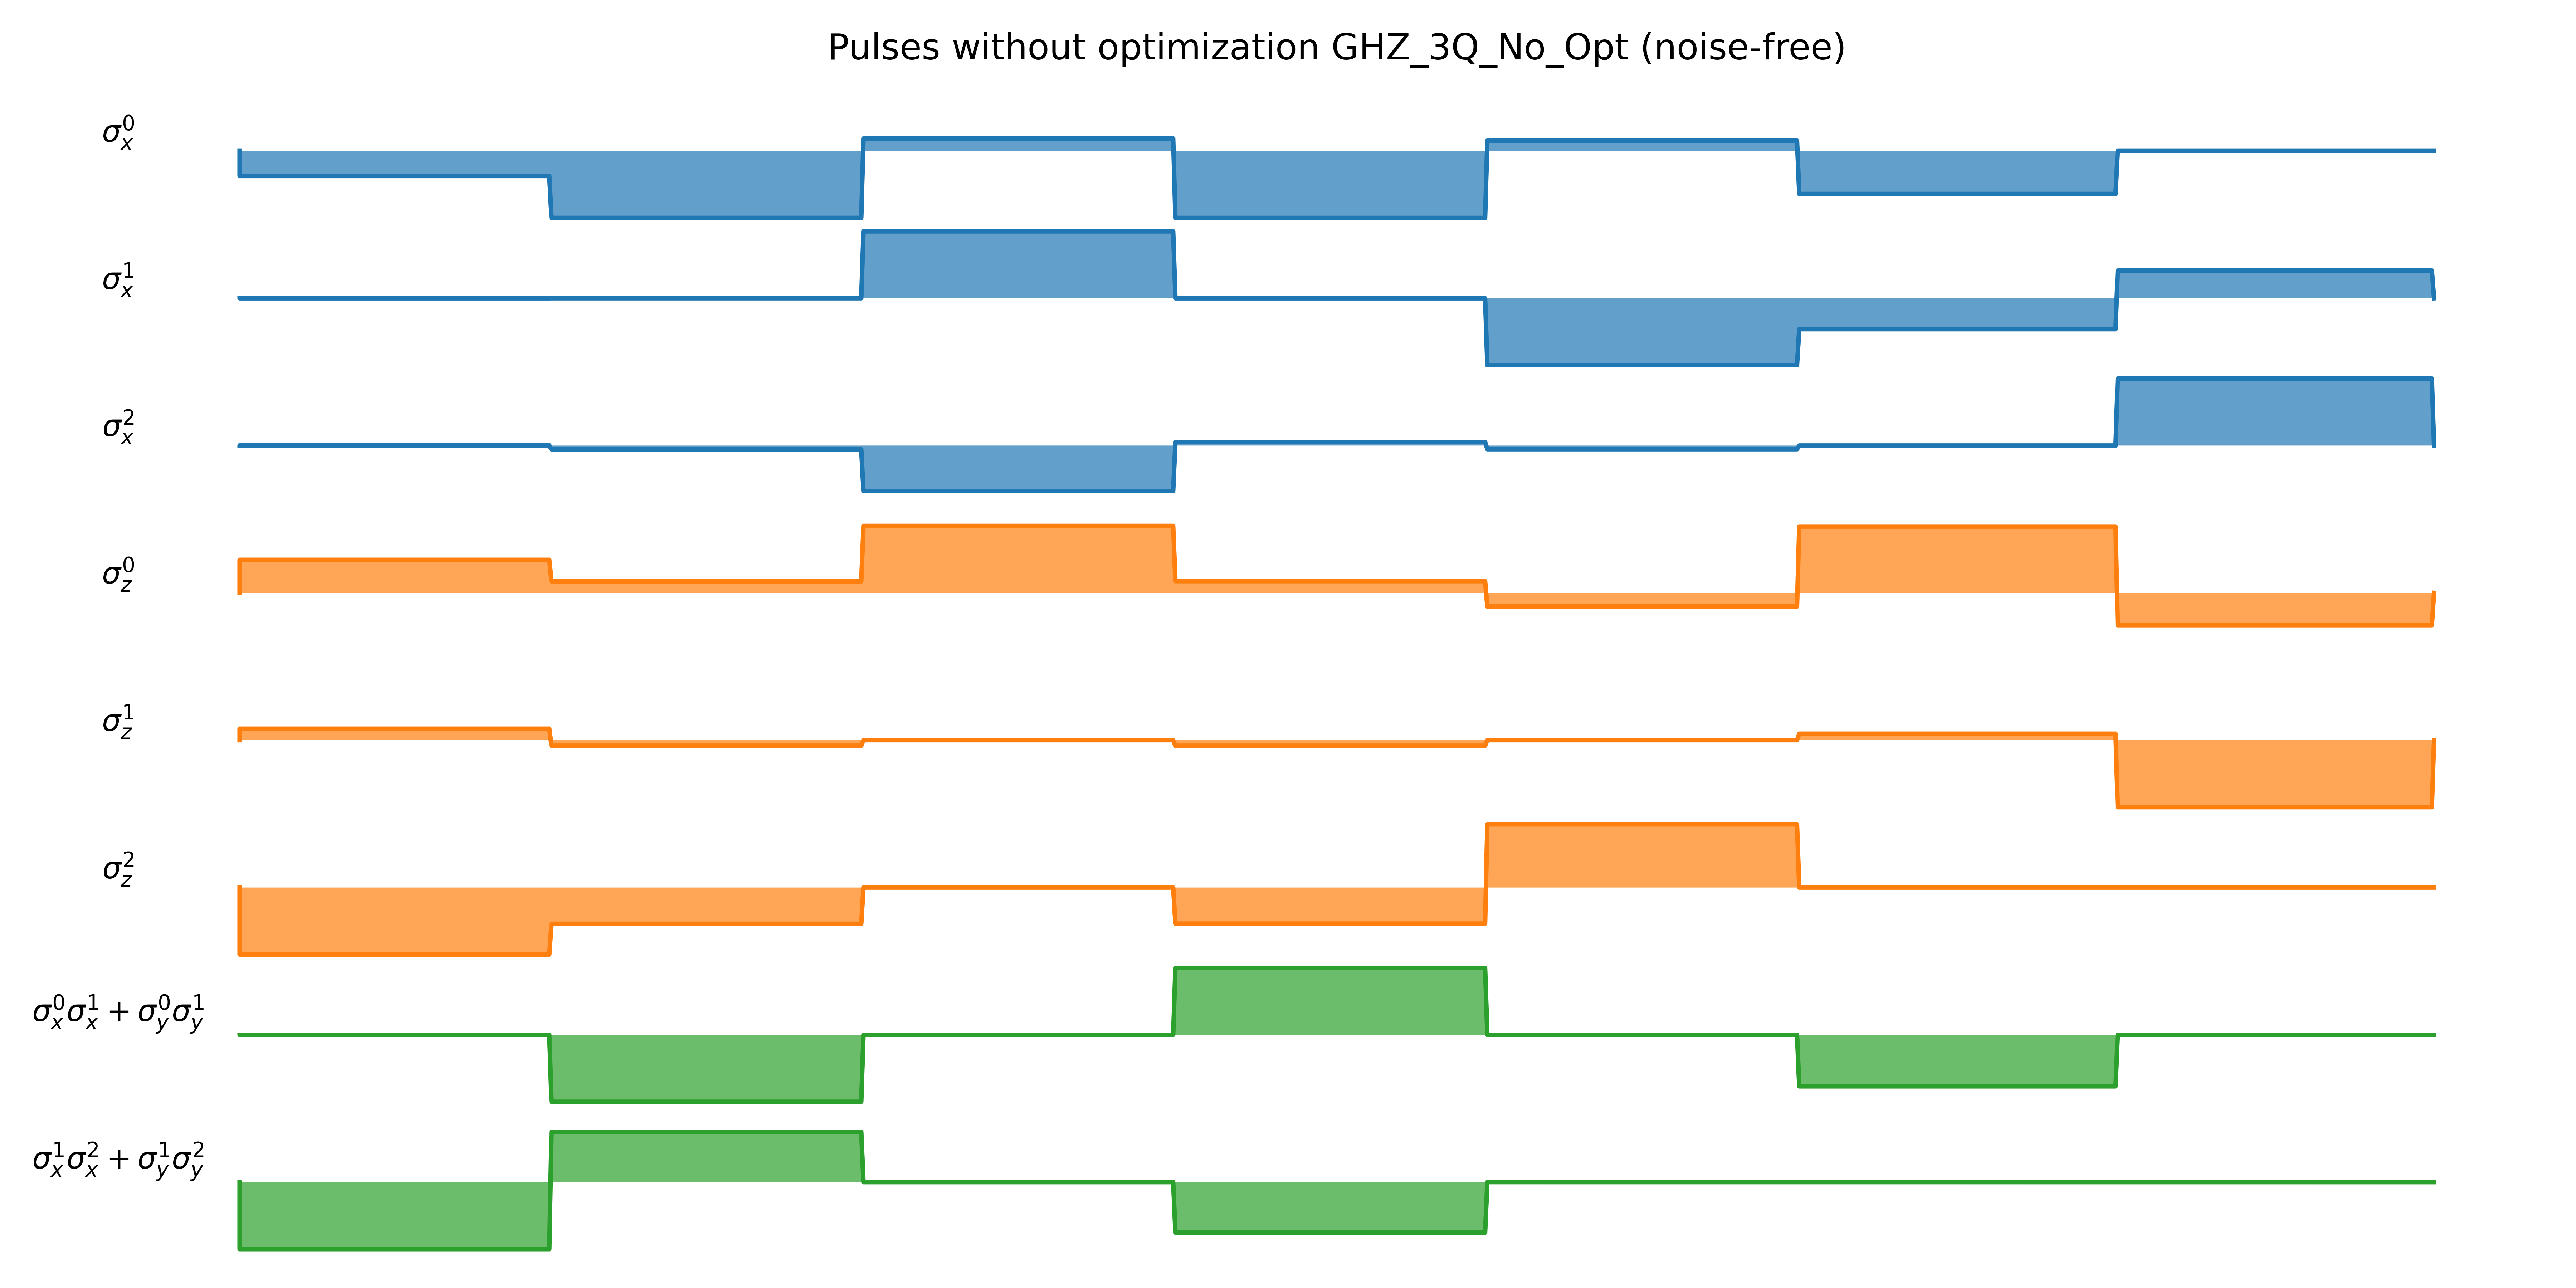 Pulses without optimization GHZ_3Q_No_Opt (noise-free)
σ_x^0
σ_x^1
σ_x^2
σ_z^0
σ_z^1
σ_z^2
σ_x^0σ_x^1 + σ_y^0σ_y^1
σ_x^1σ_x^2 + σ_y^1σ_y^2